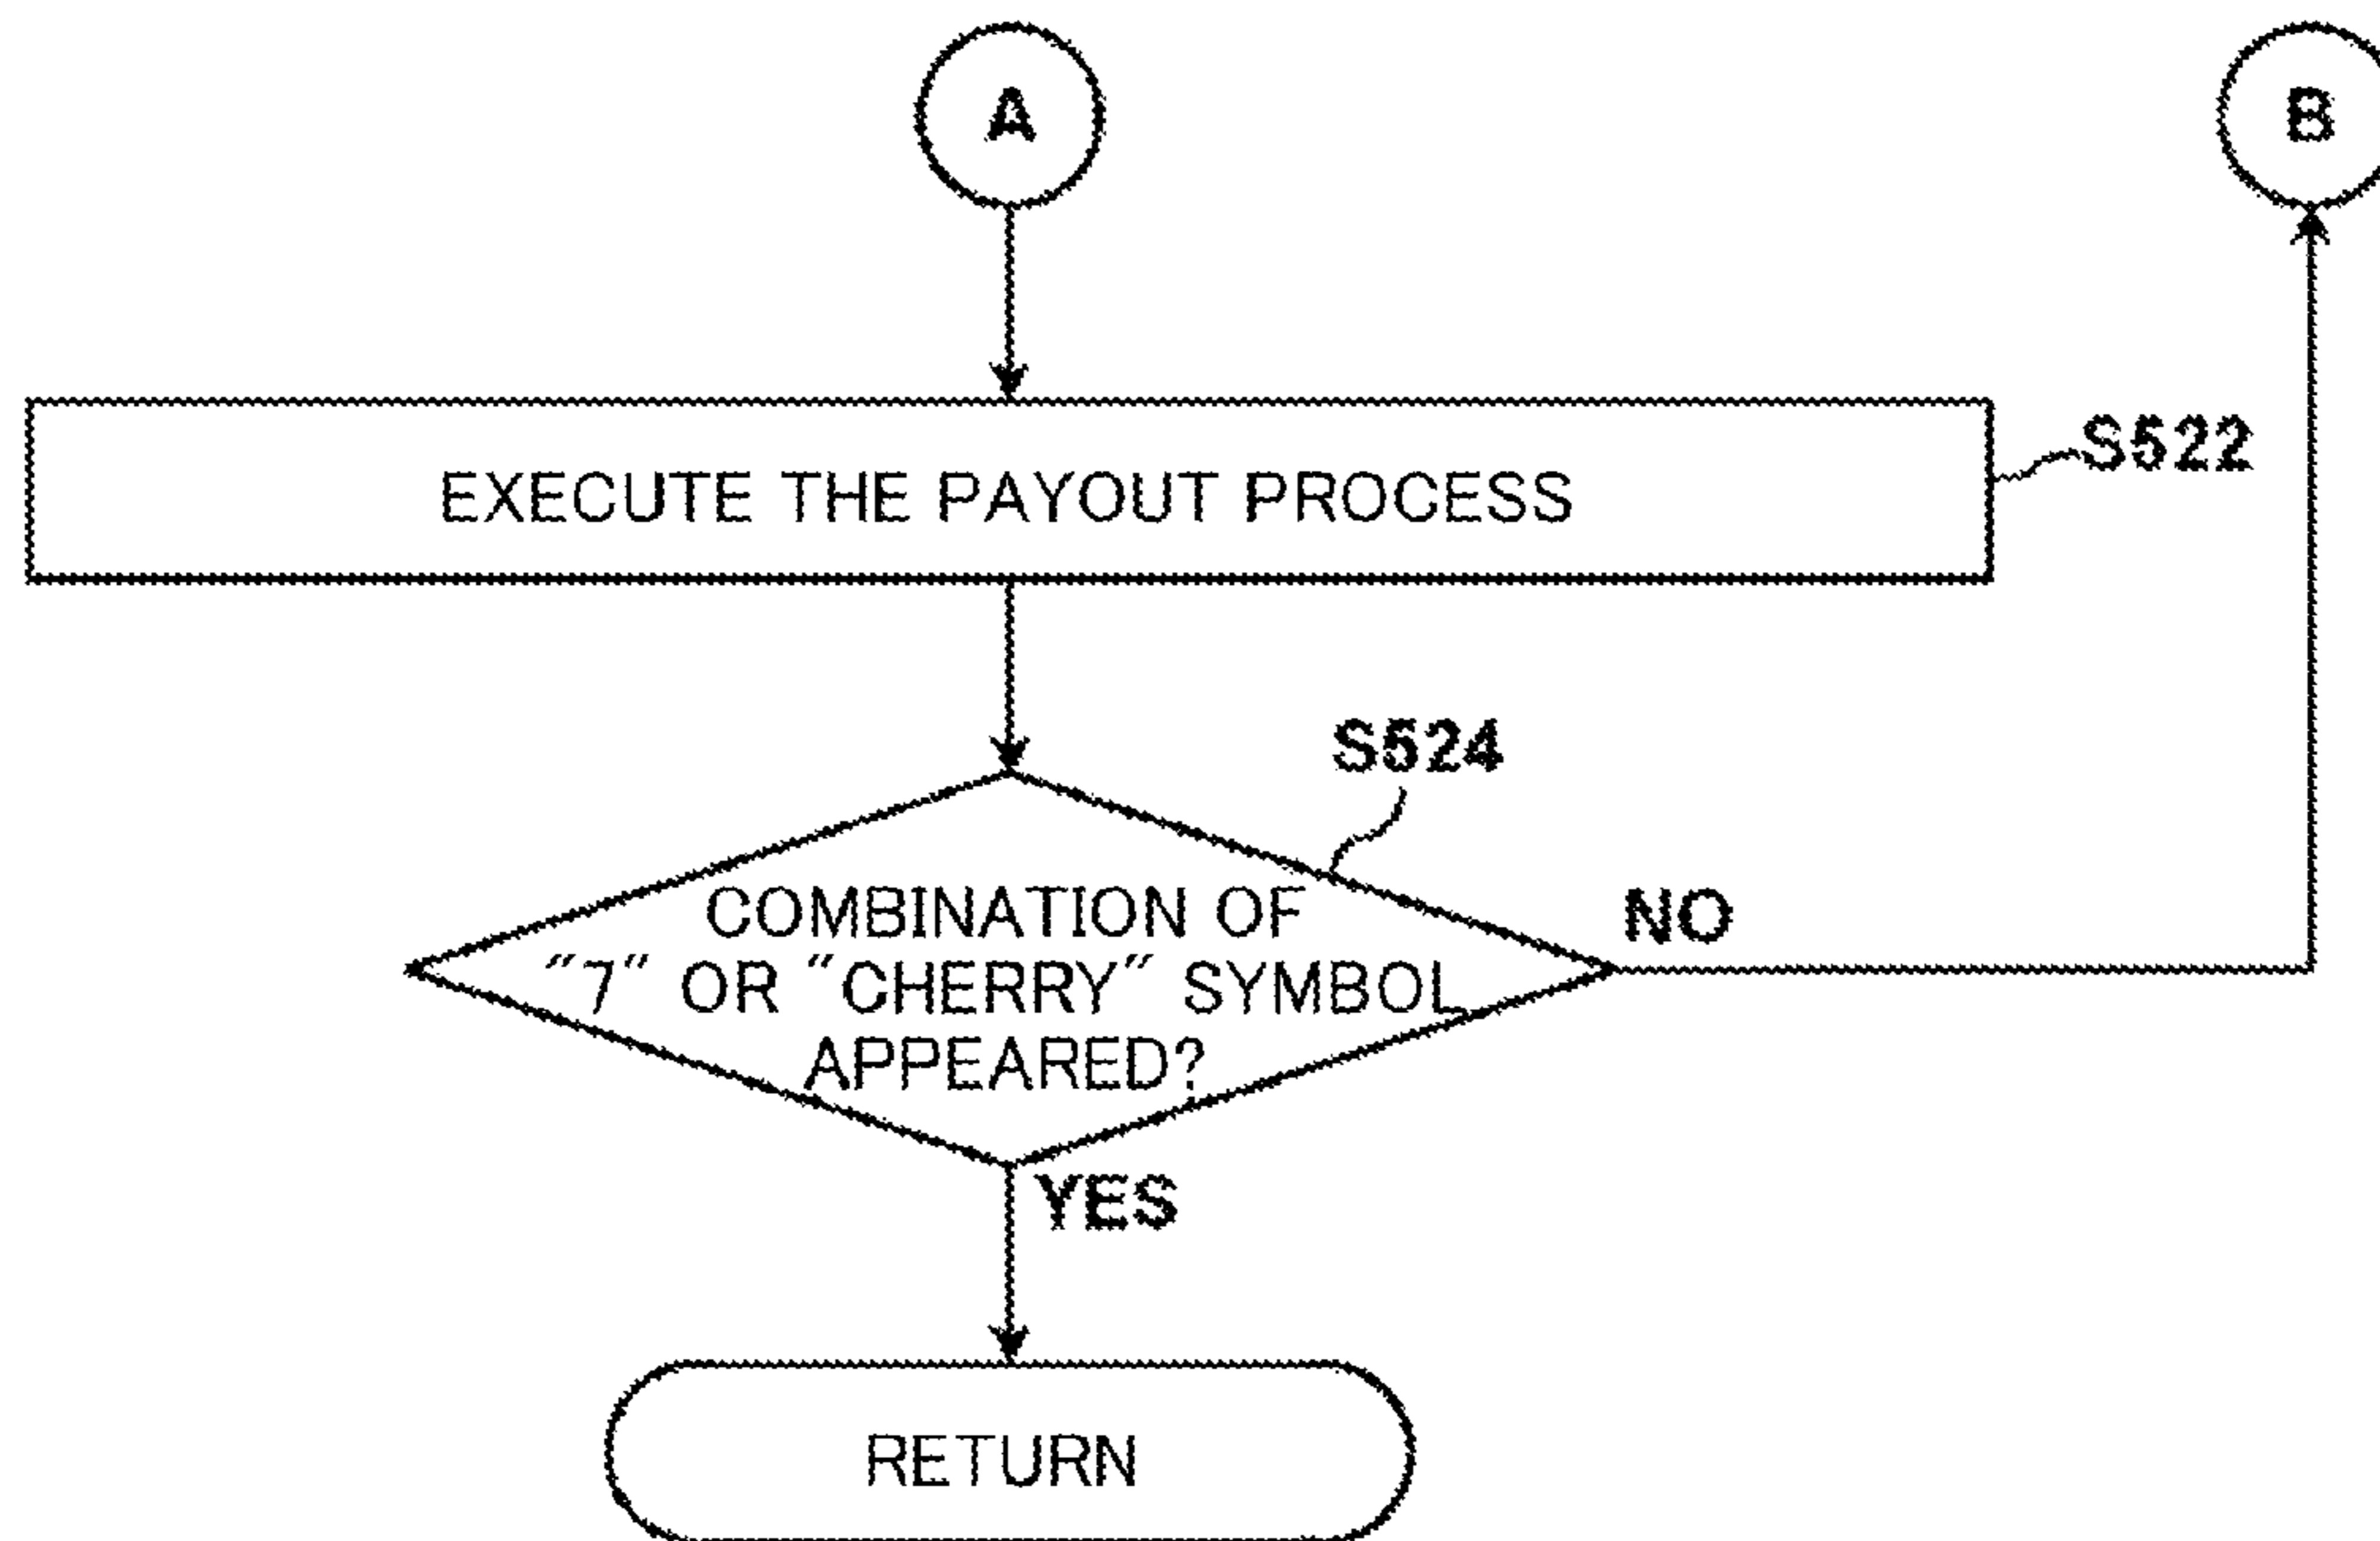 A
B
EXECUTE THE PAYOUT PROCESS
S522
S524
COMBINATION OF
"7" OR "CHERRY" SYMBOL
APPEARED?
NO
YES
RETURN